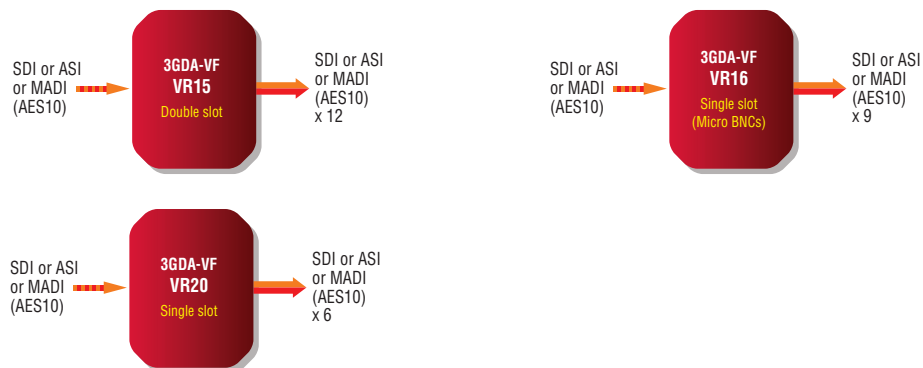 SDI or ASI
or MADI
(AES10)
3GDA-VF
VR15
Double slot
SDI or ASI
or MADI
(AES10)
x 12
SDI or ASI
or MADI
(AES10)
3GDA-VF
VR16
Single slot
(Micro BNCs)
SDI or ASI
or MADI
(AES10)
x 9
SDI or ASI
or MADI
(AES10)
3GDA-VF
VR20
Single slot
SDI or ASI
or MADI
(AES10)
x 6